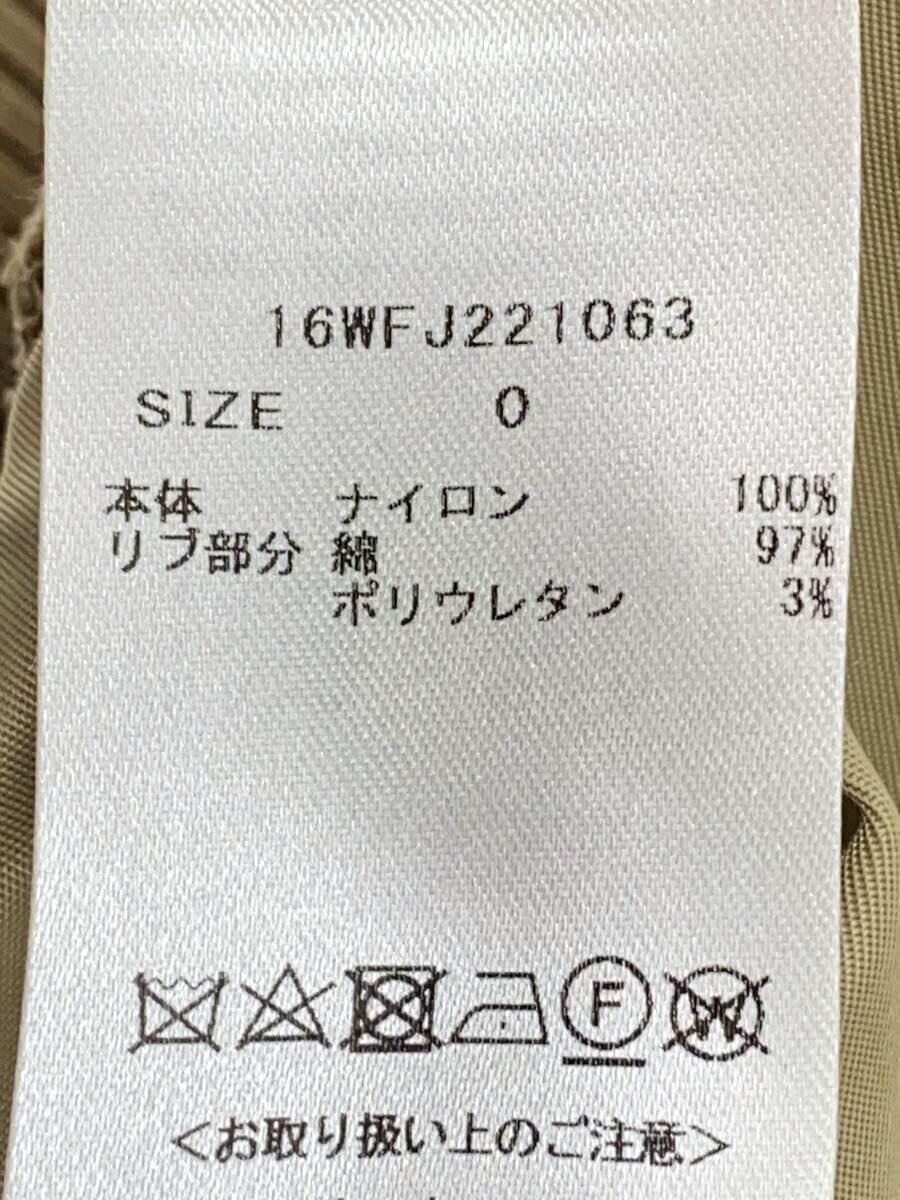 16WFJ221063
SIZE 0
本体 ナイロン 100%
リブ部分 綿 97%
ポリウレタン 3%
F W
<お取り扱い上のご注意>